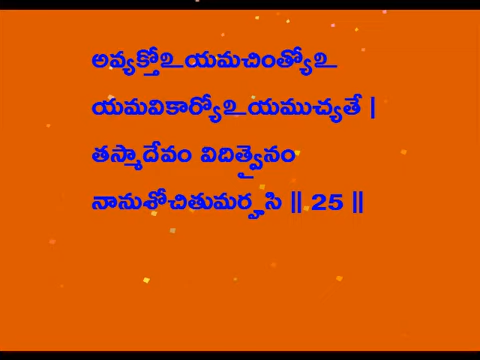 అవ్యక్తోఽయమచింత్యోఽ
యమవికార్యోఽయముచ్యతే |
తస్మాదేవం విదిత్వైనం
నానుశోచితుమర్హసి || 25 ||